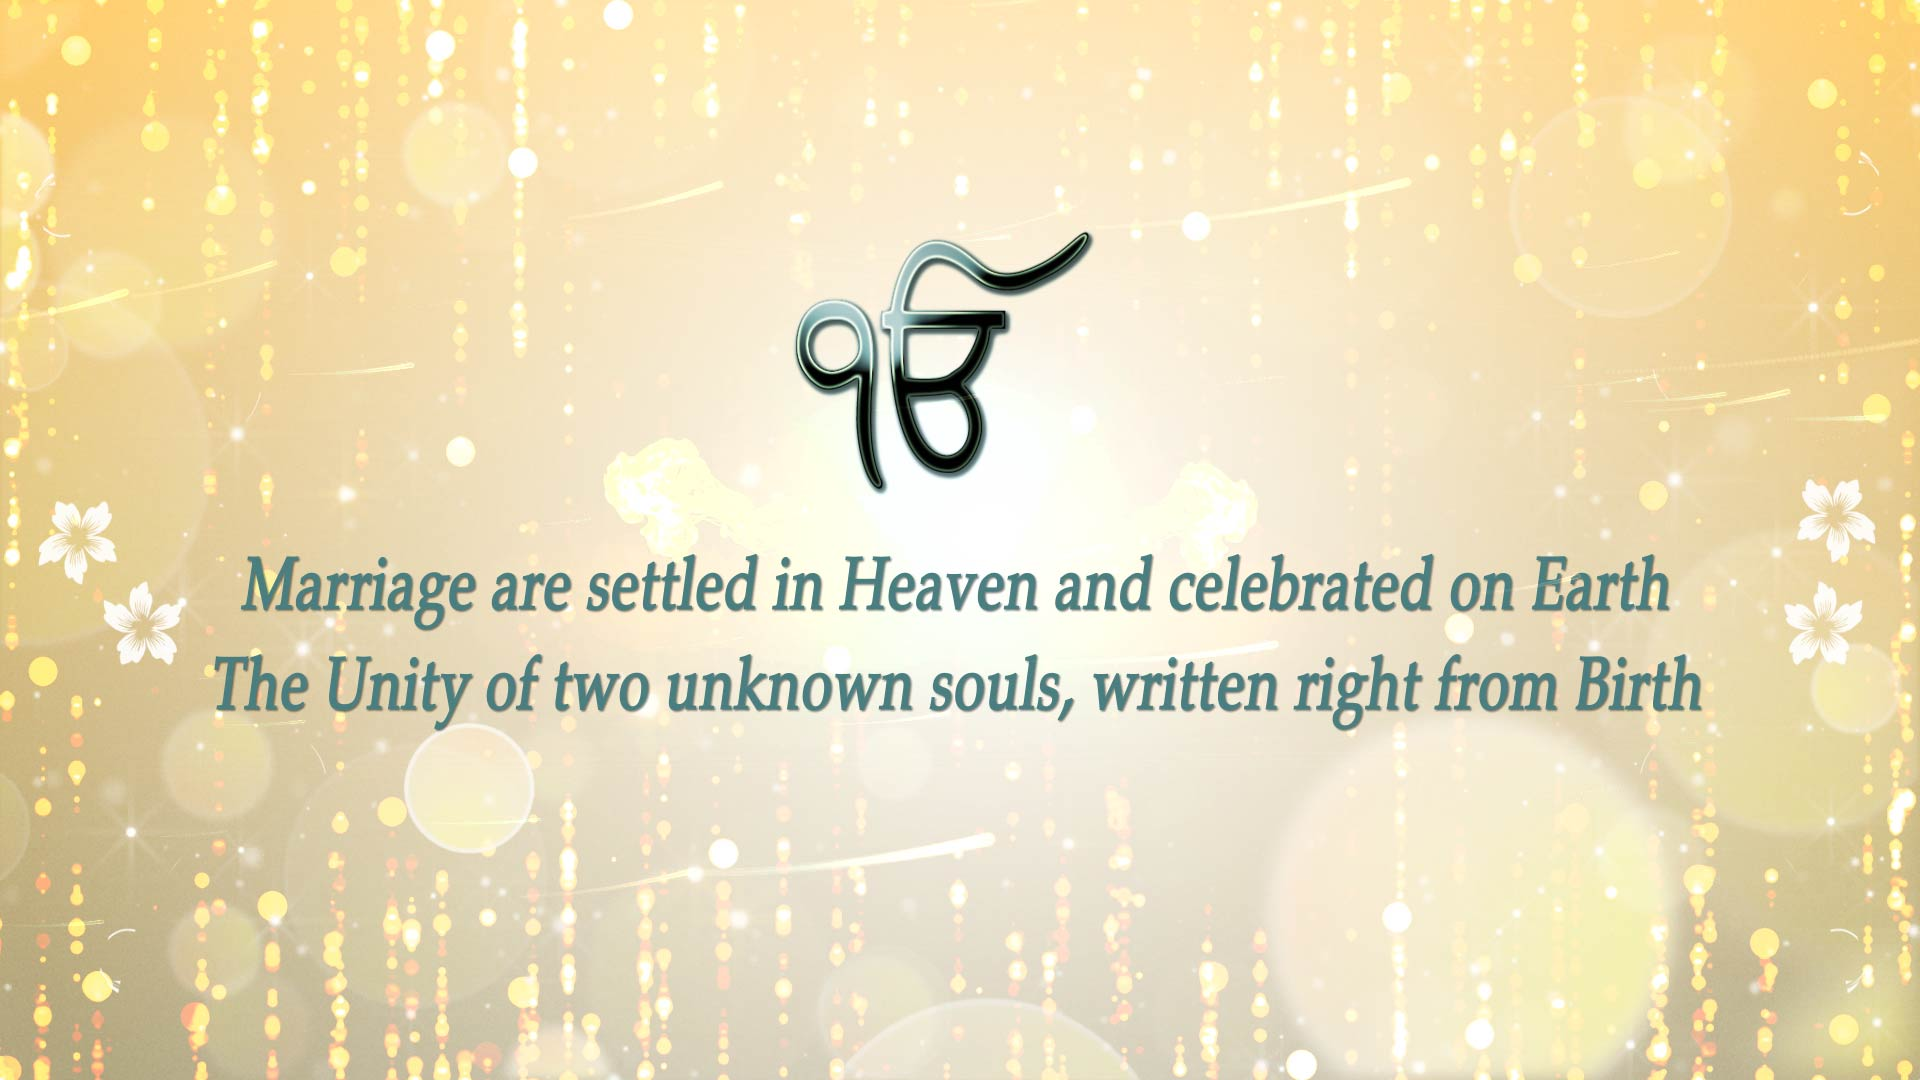 ੴ
Marriage are settled in Heaven and celebrated on Earth
The Unity of two unknown souls, written right from Birth